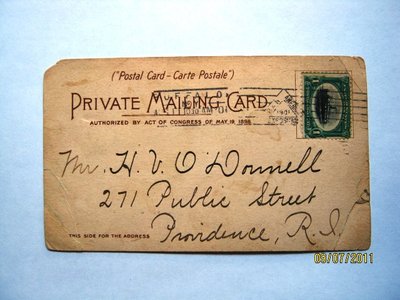 ("Postal Card – Carte Postale")
BUFFALO
PRIVATE MAILING CARD.
AUTHORIZED BY ACT OF CONGRESS OF MAY 19, 1898
Mr. H. V. O'Donnell
271 Public Street
THIS SIDE FOR THE ADDRESS
Providence, R.I.
08/07/2011